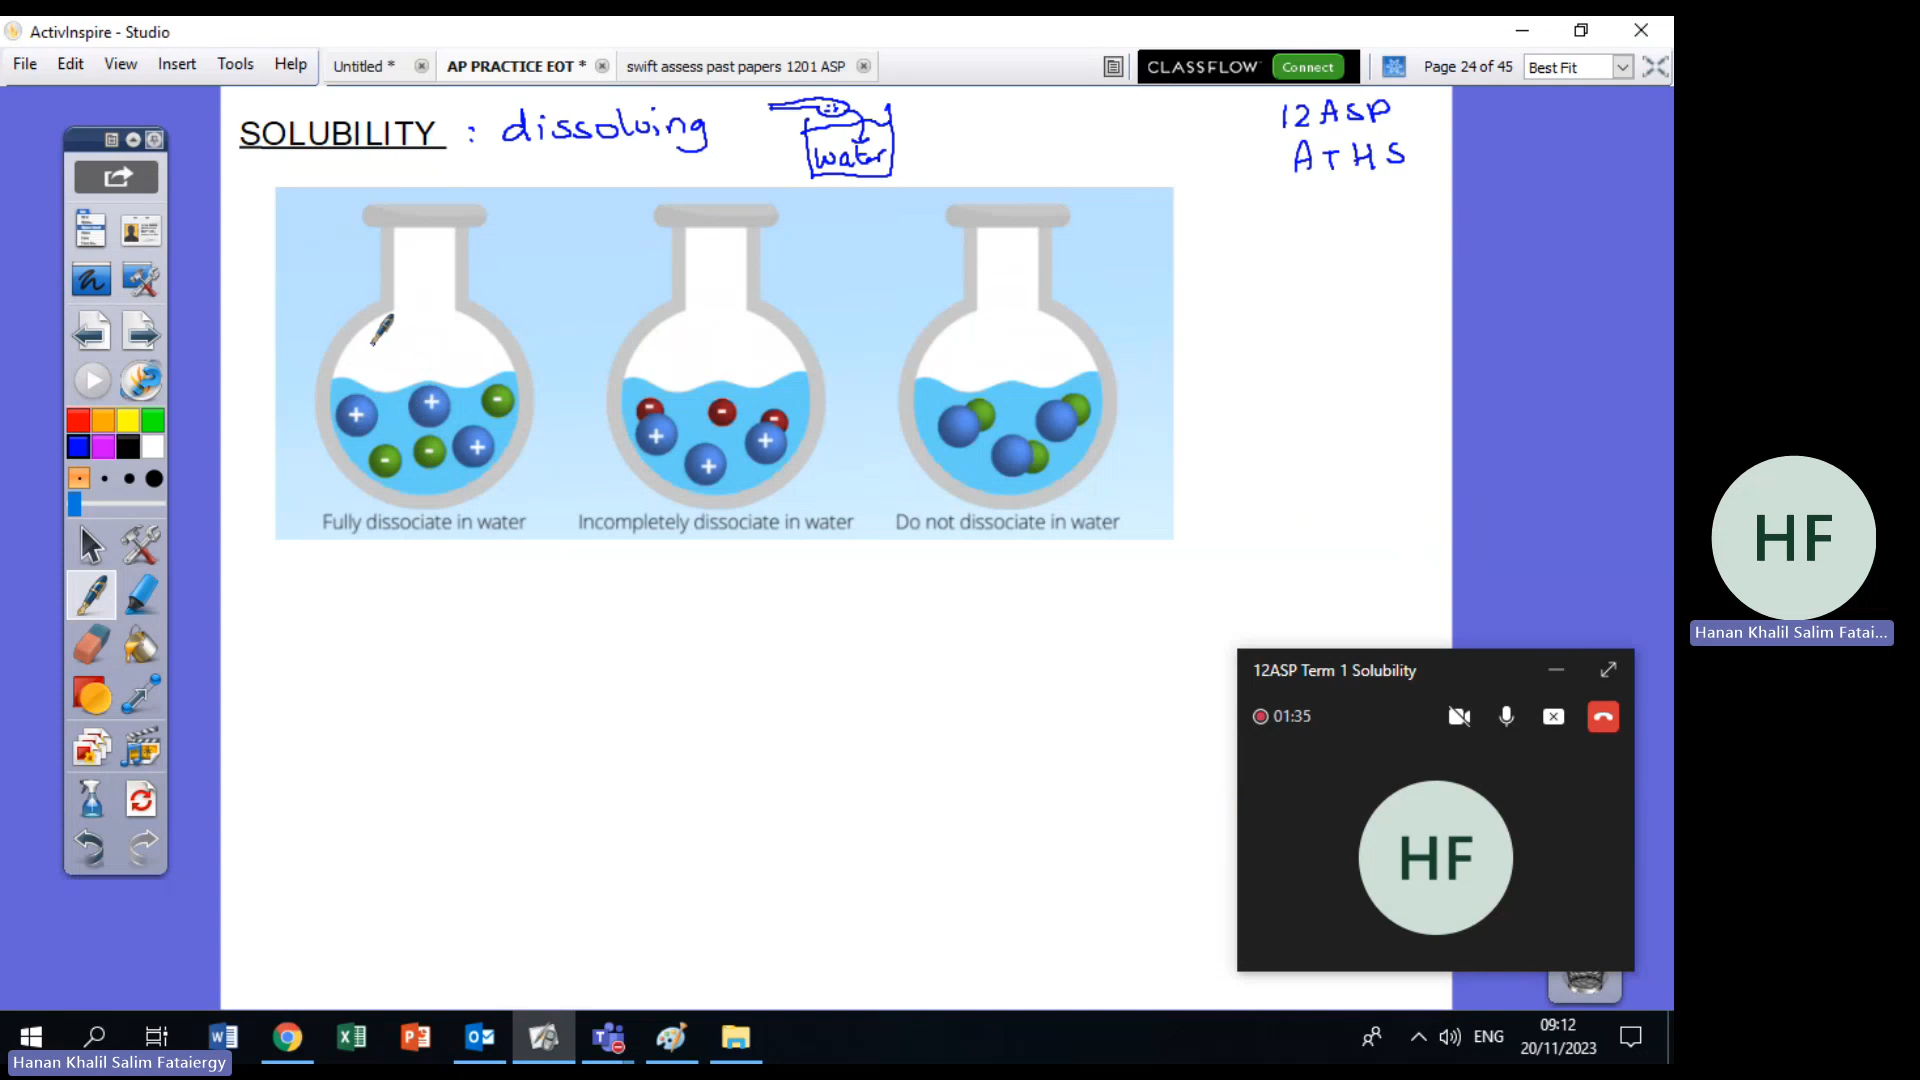 ActivInspire - Studio
File Edit View Insert Tools Help
Untitled *
AP PRACTICE EOT *
swift assess past papers 1201 ASP
CLASSFLOW Connect
Page 24 of 45
Best Fit
SOLUBILITY : dissolving
water
12ASP
ATHS
+ + -
- - +
- - -
+ + +
Fully dissociate in water
Incompletely dissociate in water
Do not dissociate in water
HF
Hanan Khalil Salim Fatai...
12ASP Term 1 Solubility
01:35
HF
ENG
09:12
20/11/2023
Hanan Khalil Salim Fataiergy